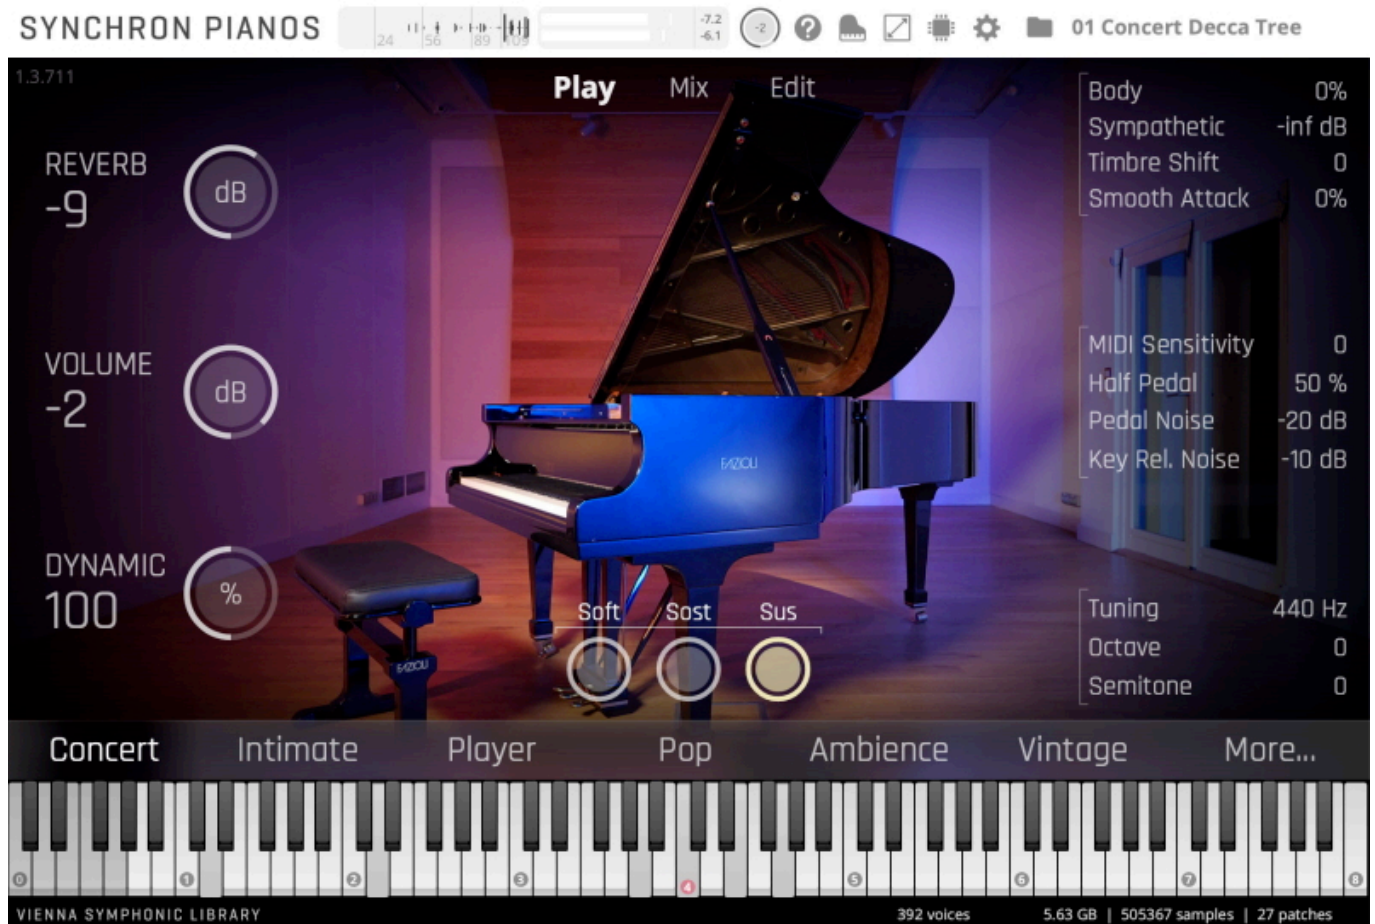 SYNCHRON PIANOS
24 56 89 109
-7.2
-6.1
-2
?
01 Concert Decca Tree
1.3.711
Play Mix Edit
REVERB
-9
dB
VOLUME
-2
dB
DYNAMIC
100
%
Body 0%
Sympathetic -inf dB
Timbre Shift 0
Smooth Attack 0%
MIDI Sensitivity 0
Half Pedal 50 %
Pedal Noise -20 dB
Key Rel. Noise -10 dB
Tuning 440 Hz
Octave 0
Semitone 0
FAZIOLI
FAZIOLI
Soft Sost Sus
Concert Intimate Player Pop Ambience Vintage More...
0 1 2 3 4 5 6 7 8
VIENNA SYMPHONIC LIBRARY
392 voices 5.63 GB | 505367 samples | 27 patches